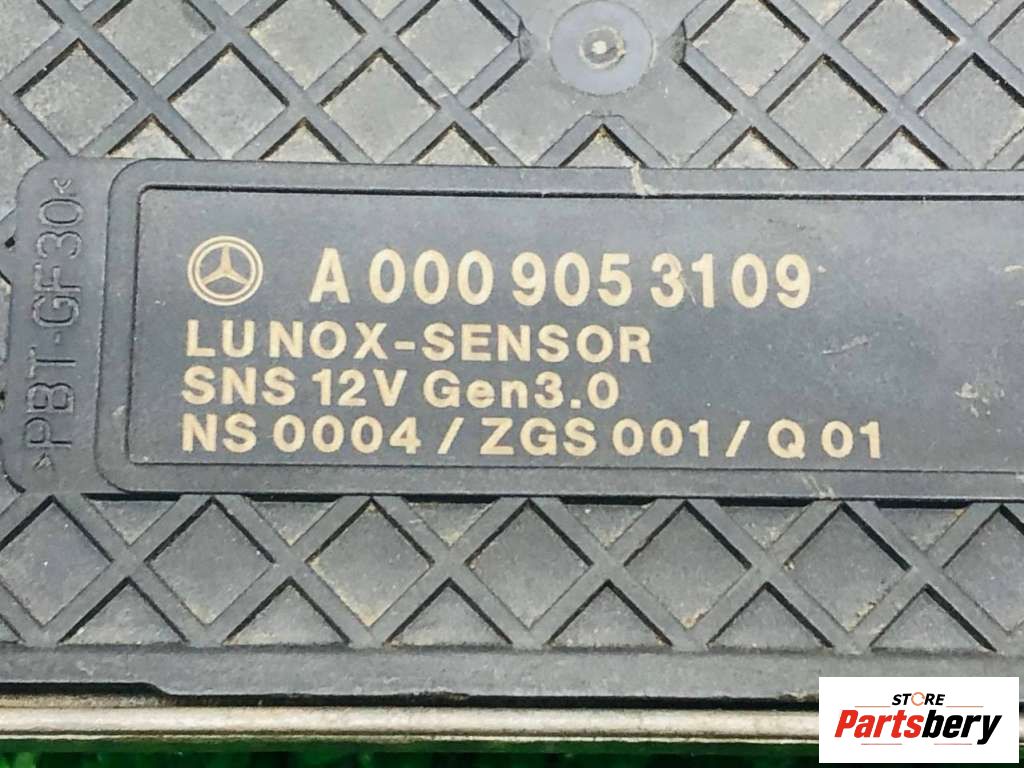 A 000 905 3109
LU NOX-SENSOR
SNS 12V Gen3.0
NS 0004 / ZGS 001 / Q 01
>PBT-GF30<
STORE
Partsbery